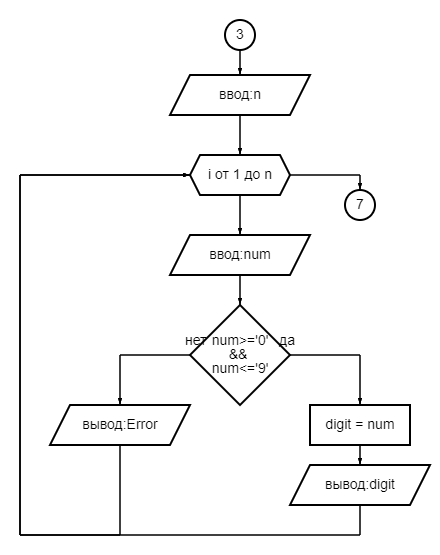 3
ввод:n
i от 1 до n
7
ввод:num
нет num>='0' да
&&
num<='9'
вывод:Error
digit = num
вывод:digit